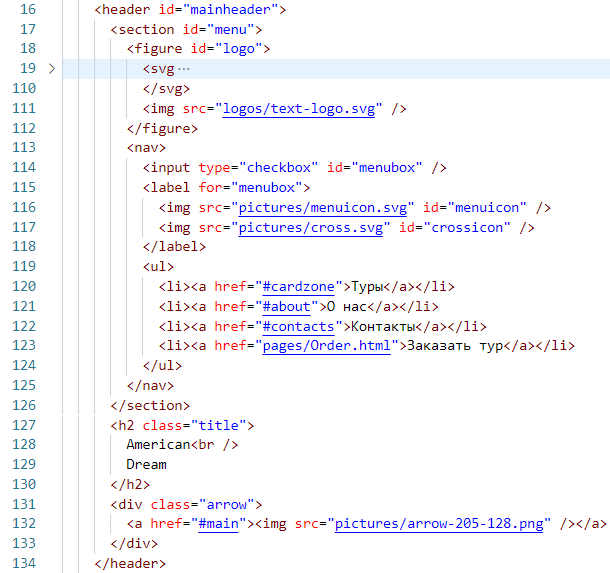 16 <header id="mainheader">
17 <section id="menu">
18 <figure id="logo">
19 <svg…
110 </svg>
111 <img src="logos/text-logo.svg" />
112 </figure>
113 <nav>
114 <input type="checkbox" id="menubox" />
115 <label for="menubox">
116 <img src="pictures/menuicon.svg" id="menuicon" />
117 <img src="pictures/cross.svg" id="crossicon" />
118 </label>
119 <ul>
120 <li><a href="#cardzone">Туры</a></li>
121 <li><a href="#about">О нас</a></li>
122 <li><a href="#contacts">Контакты</a></li>
123 <li><a href="pages/Order.html">Заказать тур</a></li>
124 </ul>
125 </nav>
126 </section>
127 <h2 class="title">
128 American<br />
129 Dream
130 </h2>
131 <div class="arrow">
132 <a href="#main"><img src="pictures/arrow-205-128.png" /></a>
133 </div>
134 </header>